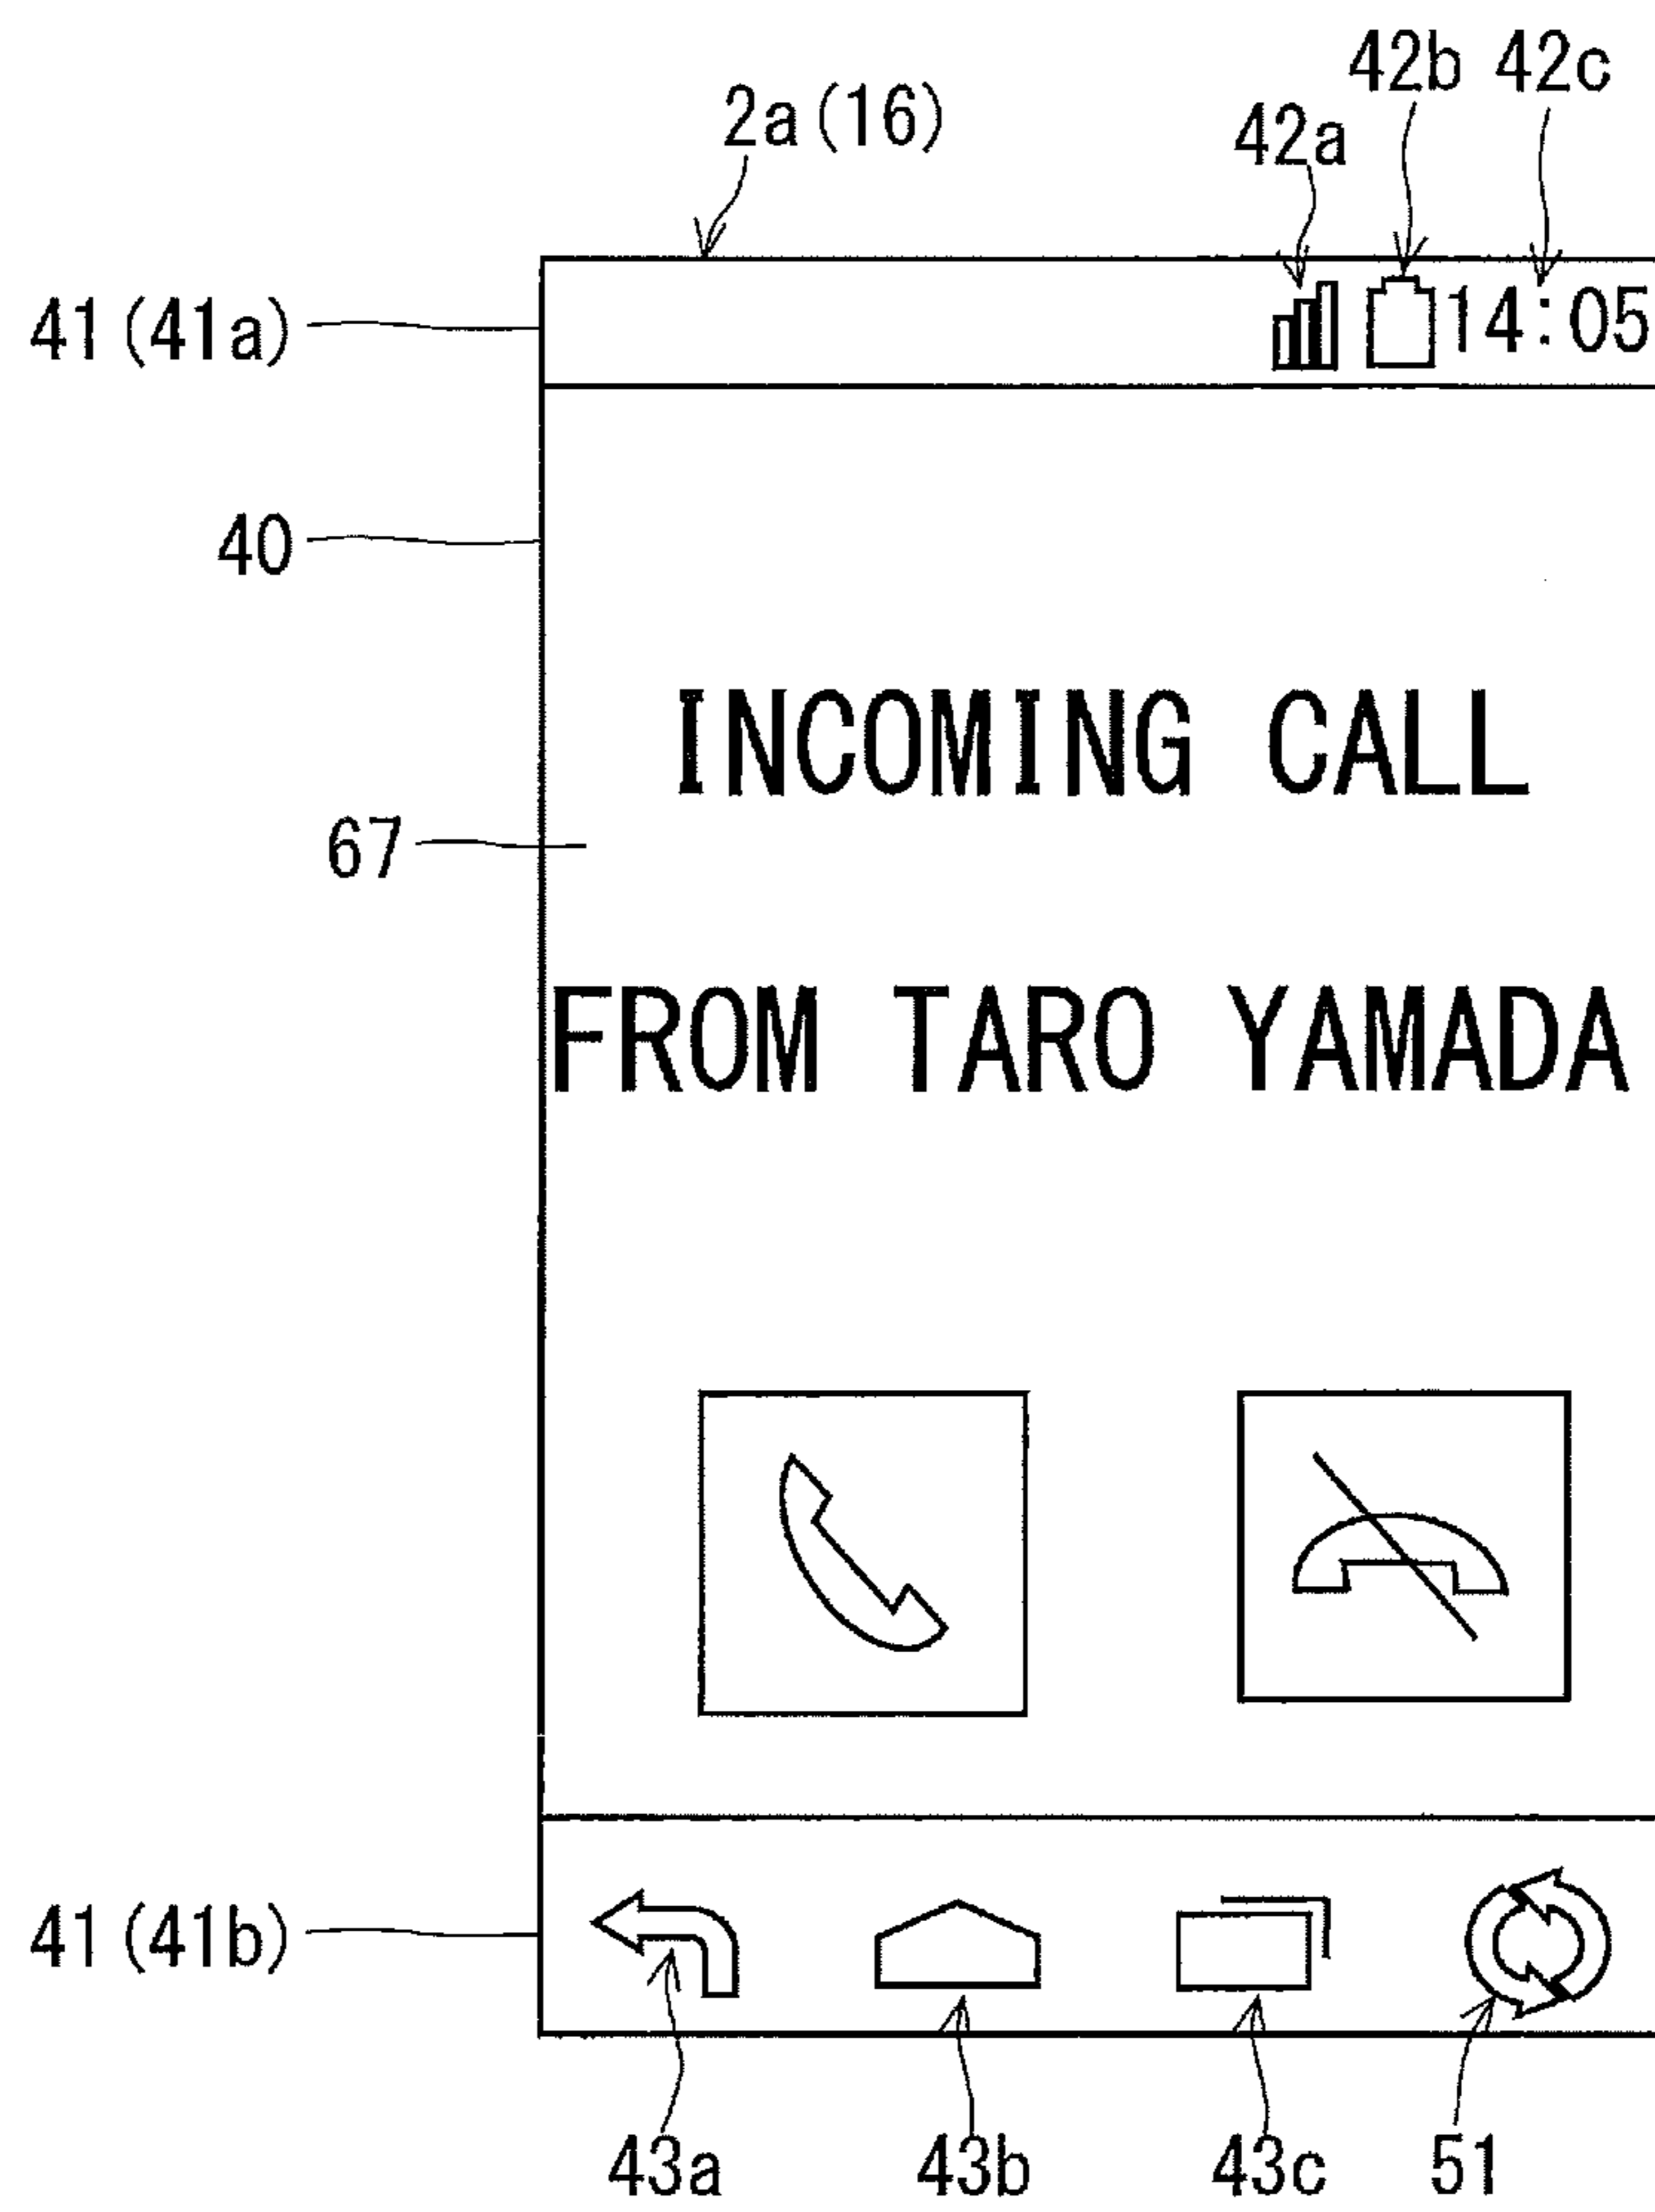 42b 42c
2a(16)
42a
41(41a)
14:05
40
INCOMING CALL
67
FROM TARO YAMADA
41(41b)
43a 43b 43c 51